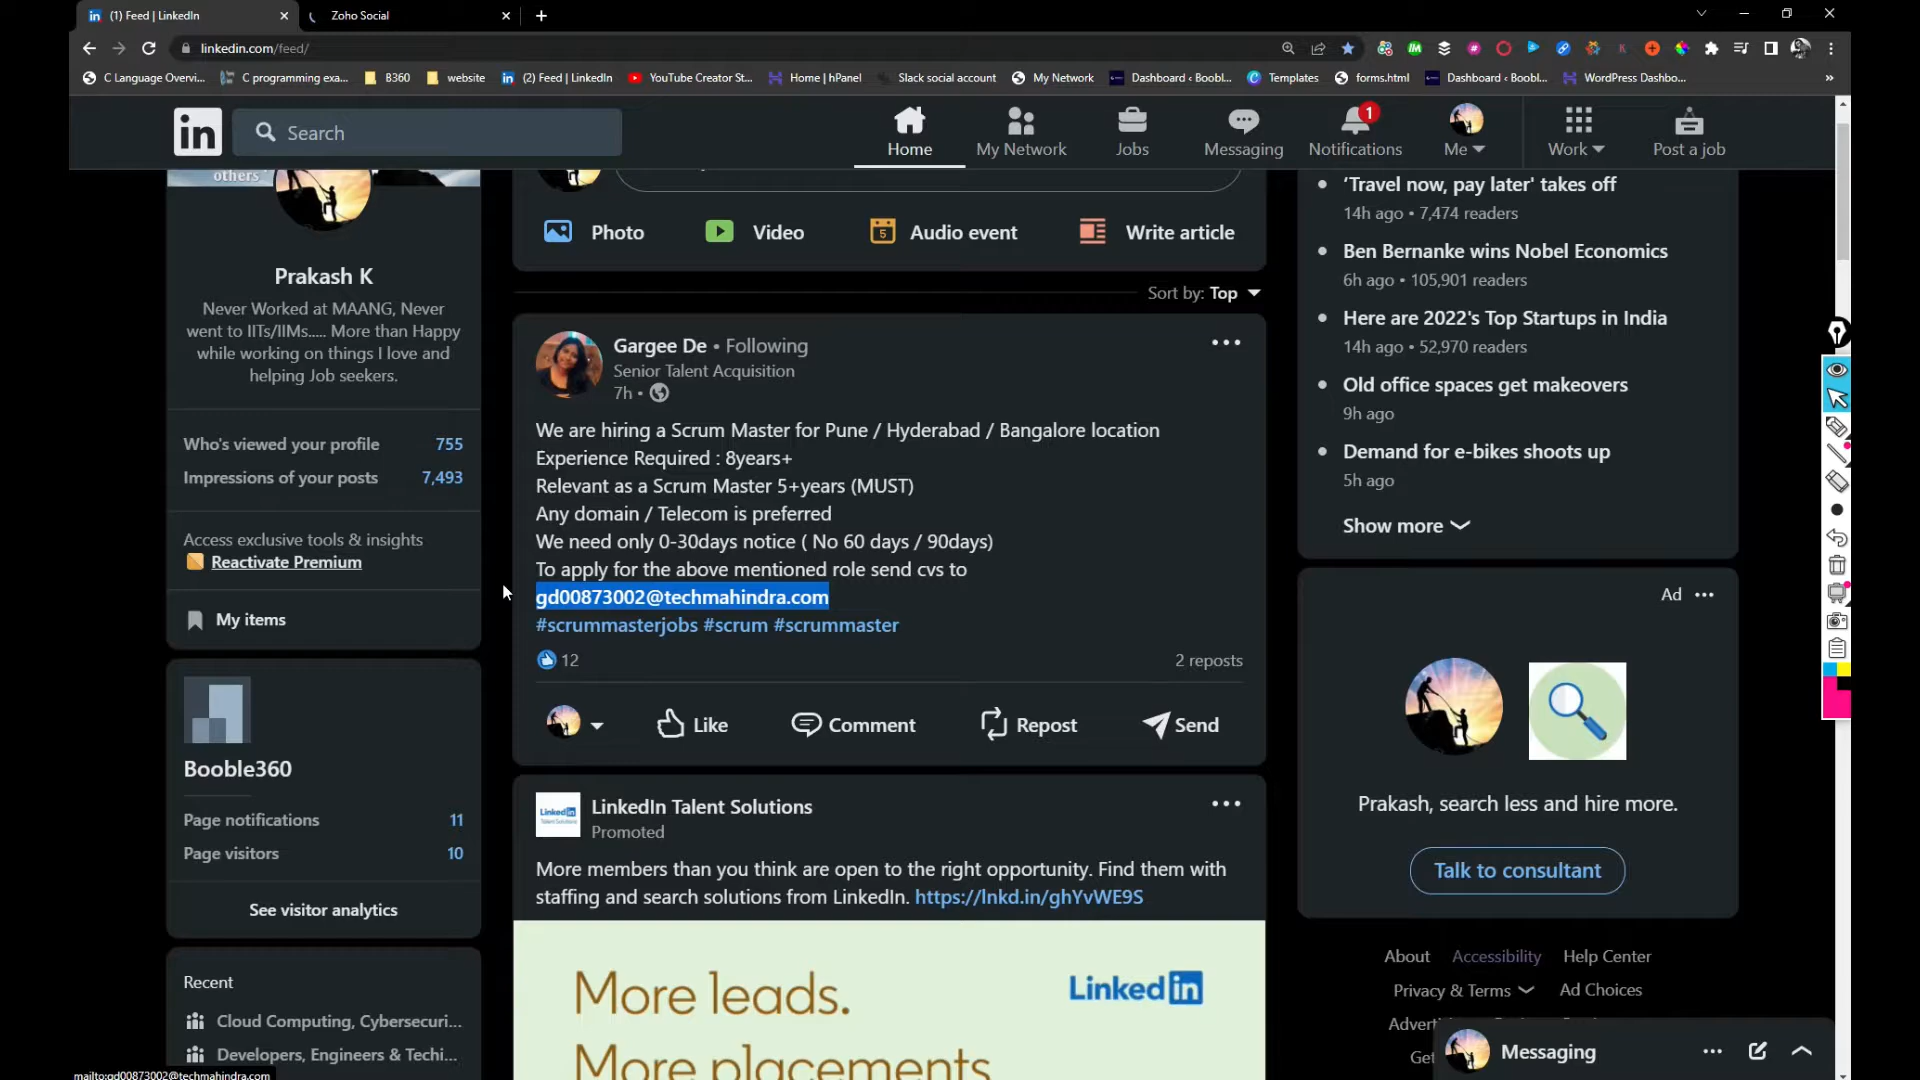 (1) Feed | LinkedIn
Zoho Social
linkedin.com/feed/
C Language Overvi...
C programming exa...
B360
website
(2) Feed | LinkedIn
YouTube Creator St...
Home | hPanel
Slack social account
My Network
Dashboard ‹ Boobl...
Templates
forms.html
Dashboard ‹ Boobl...
WordPress Dashbo...
»
in
Search
Home
My Network
Jobs
Messaging
1
Notifications
Me
Work
Post a job
others
Prakash K
Never Worked at MAANG, Never
went to IITs/IIMs..... More than Happy
while working on things I love and
helping Job seekers.
Who's viewed your profile 755
Impressions of your posts 7,493
Access exclusive tools & insights
Reactivate Premium
My items
Booble360
Page notifications 11
Page visitors 10
See visitor analytics
Recent
Cloud Computing, Cybersecuri...
Developers, Engineers & Techi...
Photo
Video
5
Audio event
Write article
Sort by: Top
Gargee De • Following
Senior Talent Acquisition
7h •
We are hiring a Scrum Master for Pune / Hyderabad / Bangalore location
Experience Required : 8years+
Relevant as a Scrum Master 5+years (MUST)
Any domain / Telecom is preferred
We need only 0-30days notice ( No 60 days / 90days)
To apply for the above mentioned role send cvs to
gd00873002@techmahindra.com
#scrummasterjobs #scrum #scrummaster
12
2 reposts
Like
Comment
Repost
Send
LinkedIn Talent Solutions
Promoted
More members than you think are open to the right opportunity. Find them with
staffing and search solutions from LinkedIn. https://lnkd.in/ghYvWE9S
More leads.
LinkedIn
More placements
'Travel now, pay later' takes off
14h ago • 7,474 readers
Ben Bernanke wins Nobel Economics
6h ago • 105,901 readers
Here are 2022's Top Startups in India
14h ago • 52,970 readers
Old office spaces get makeovers
9h ago
Demand for e-bikes shoots up
5h ago
Show more
Ad
Prakash, search less and hire more.
Talk to consultant
About
Accessibility
Help Center
Privacy & Terms
Ad Choices
Messaging
mailto:gd00873002@techmahindra.com